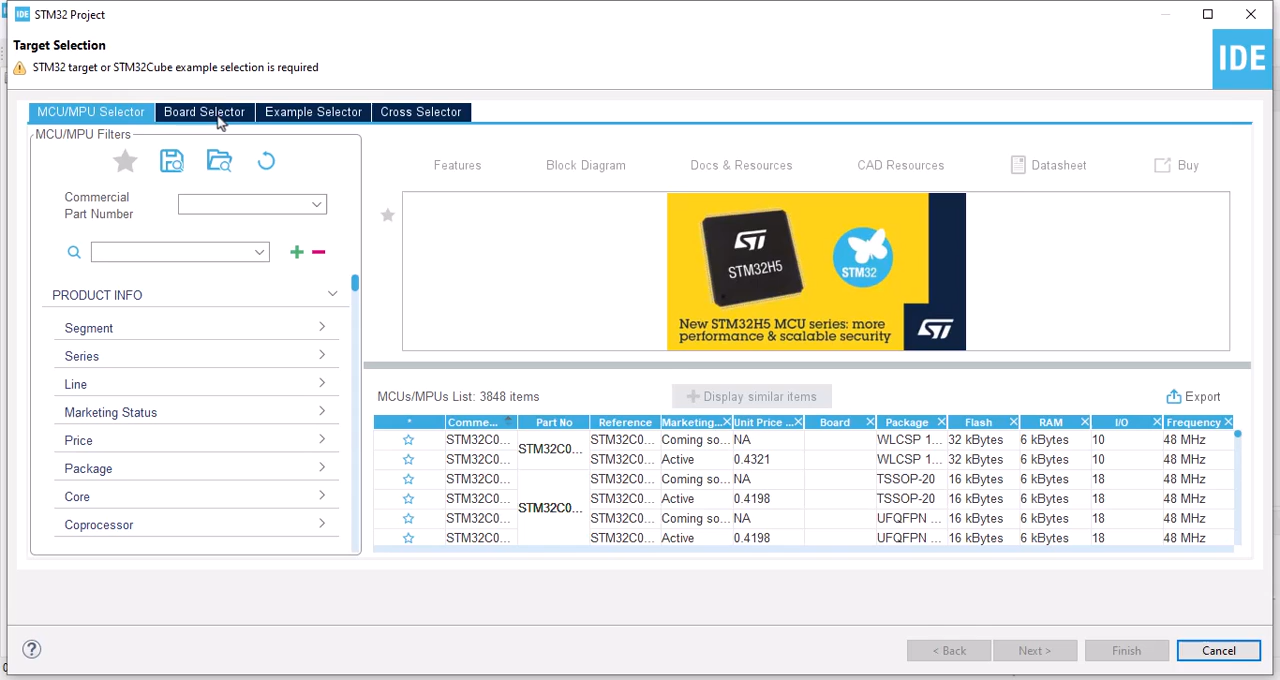 IDE STM32 Project
Target Selection
STM32 target or STM32Cube example selection is required
IDE
MCU/MPU Selector Board Selector Example Selector Cross Selector
MCU/MPU Filters
Features Block Diagram Docs & Resources CAD Resources Datasheet Buy
Commercial
Part Number
ST
STM32H5
STM32
New STM32H5 MCU series: more
performance & scalable security
ST
PRODUCT INFO
Segment
Series
Line
Marketing Status
Price
Package
Core
Coprocessor
MCUs/MPUs List: 3848 items + Display similar items Export
* Comme... Part No Reference Marketing... X Unit Price ... X Board X Package X Flash X RAM X I/O X Frequency X
STM32C0... STM32C0... STM32C0... Coming so... NA WLCSP 1... 32 kBytes 6 kBytes 10 48 MHz
STM32C0... STM32C0... Active 0.4321 WLCSP 1... 32 kBytes 6 kBytes 10 48 MHz
STM32C0... STM32C0... STM32C0... Coming so... NA TSSOP-20 16 kBytes 6 kBytes 18 48 MHz
STM32C0... STM32C0... Active 0.4198 TSSOP-20 16 kBytes 6 kBytes 18 48 MHz
STM32C0... STM32C0... Coming so... NA UFQFPN ... 16 kBytes 6 kBytes 18 48 MHz
STM32C0... STM32C0... Active 0.4198 UFQFPN ... 16 kBytes 6 kBytes 18 48 MHz
? < Back Next > Finish Cancel